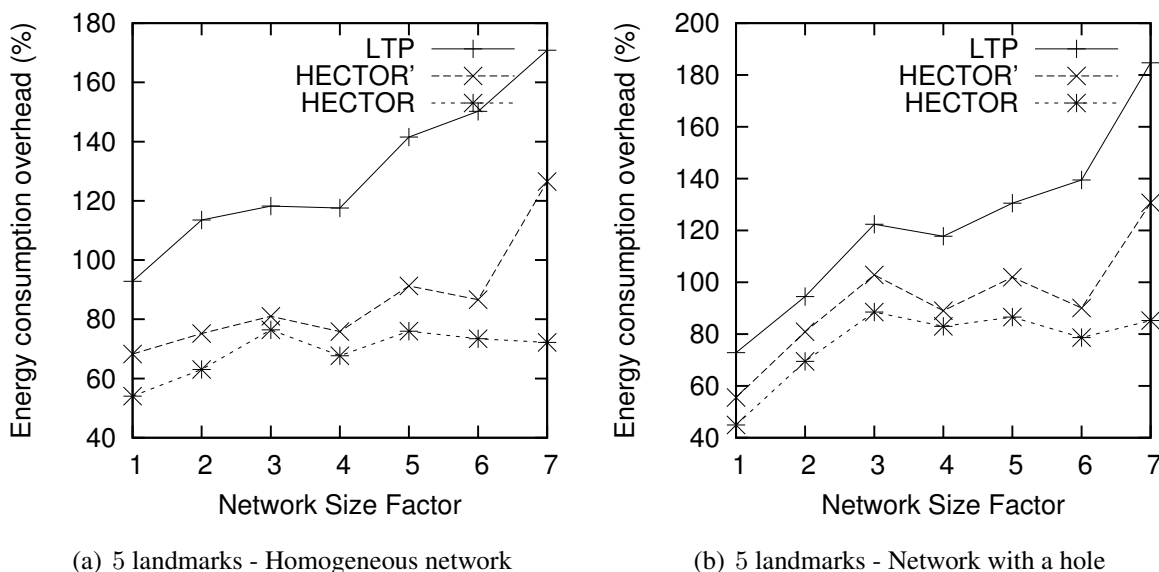 Energy consumption overhead (%)
180
160
140
120
100
80
60
40
LTP
HECTOR'
HECTOR
1 2 3 4 5 6 7
Network Size Factor
(a) 5 landmarks - Homogeneous network
Energy consumption overhead (%)
200
180
160
140
120
100
80
60
40
LTP
HECTOR'
HECTOR
1 2 3 4 5 6 7
Network Size Factor
(b) 5 landmarks - Network with a hole